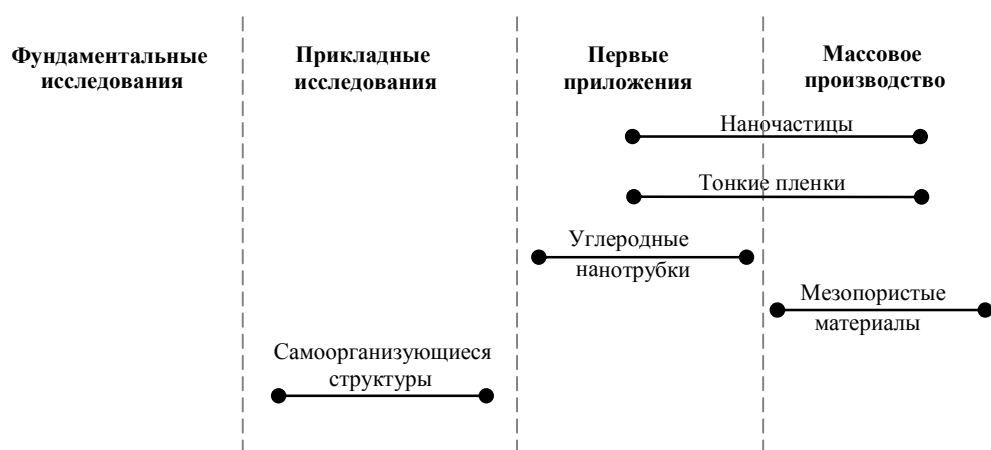 Фундаментальные
исследования
Прикладные
исследования
Первые
приложения
Массовое
производство
Наночастицы
Тонкие пленки
Углеродные
нанотрубки
Мезопористые
материалы
Самоорганизующиеся
структуры